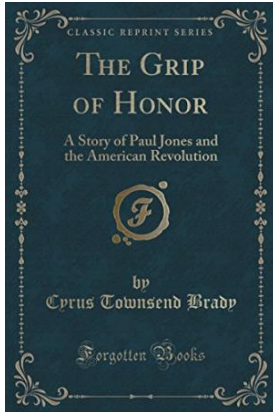 CLASSIC REPRINT SERIES
THE GRIP
OF HONOR
A Story of Paul Jones and
the American Revolution
F
by
Cyrus Townsend Brady
Forgotten Books